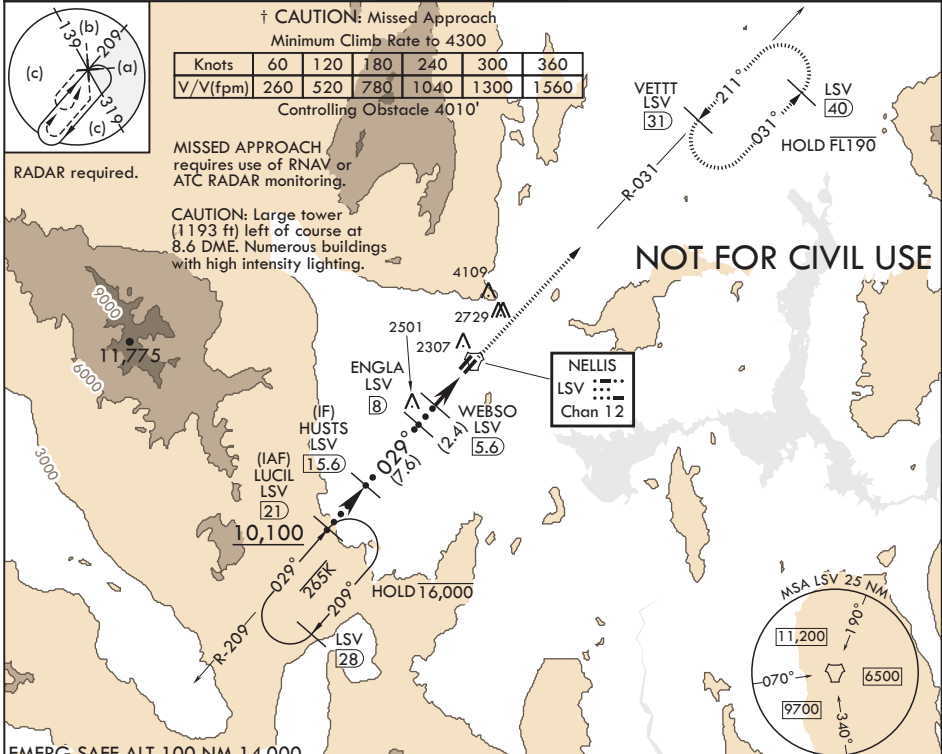 † CAUTION: Missed Approach
Minimum Climb Rate to 4300
Knots 60 120 180 240 300 360
V/V(fpm) 260 520 780 1040 1300 1560
Controlling Obstacle 4010'
(b)
139
209
(a)
(c)
319
(c)
RADAR required.
MISSED APPROACH
requires use of RNAV or
ATC RADAR monitoring.
CAUTION: Large tower
(1193 ft) left of course at
8.6 DME. Numerous buildings
with high intensity lighting.
VETTT
LSV
31
211°
031°
LSV
40
HOLD FL190
R-031
NOT FOR CIVIL USE
9000
11,775
6000
3000
4109
2729
2501
2307
ENGLA
LSV
8
NELLIS
LSV
Chan 12
WEBSO
LSV
5.6
(2.4)
029°
(7.6)
(IF)
HUSTS
LSV
15.6
(IAF)
LUCIL
LSV
21
10,100
029°
265K
209°
HOLD 16,000
R-209
LSV
28
MSA LSV 25 NM
190°
11,200
070°
6500
9700
340°
EMERG SAFE ALT 100 NM 14,000